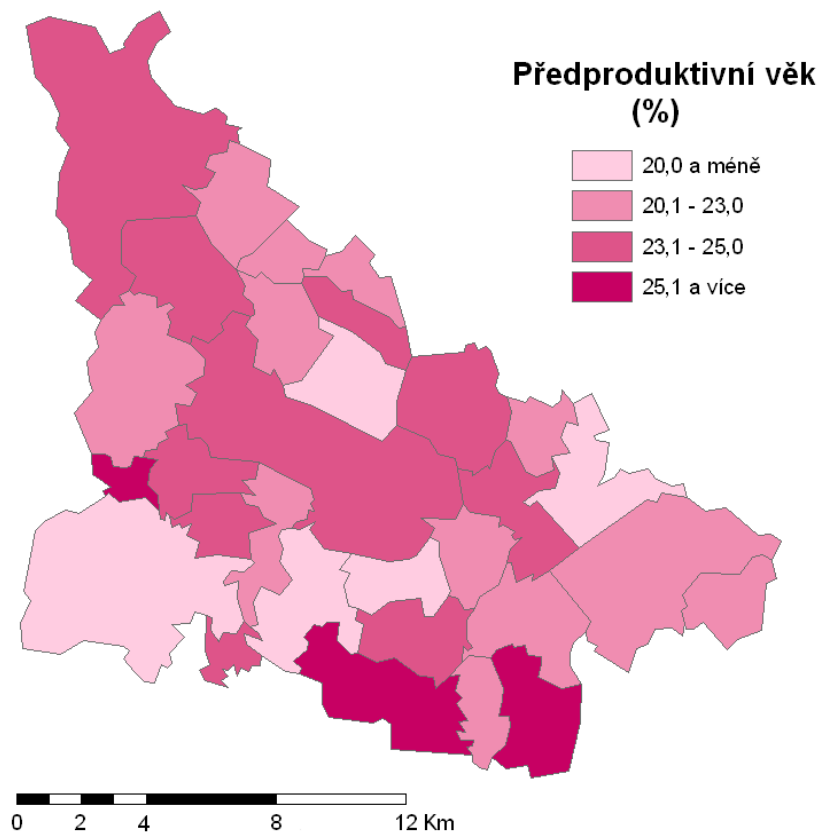 Předproduktivní věk
(%)
20,0 a méně
20,1 - 23,0
23,1 - 25,0
25,1 a více
0 2 4 8 12 Km